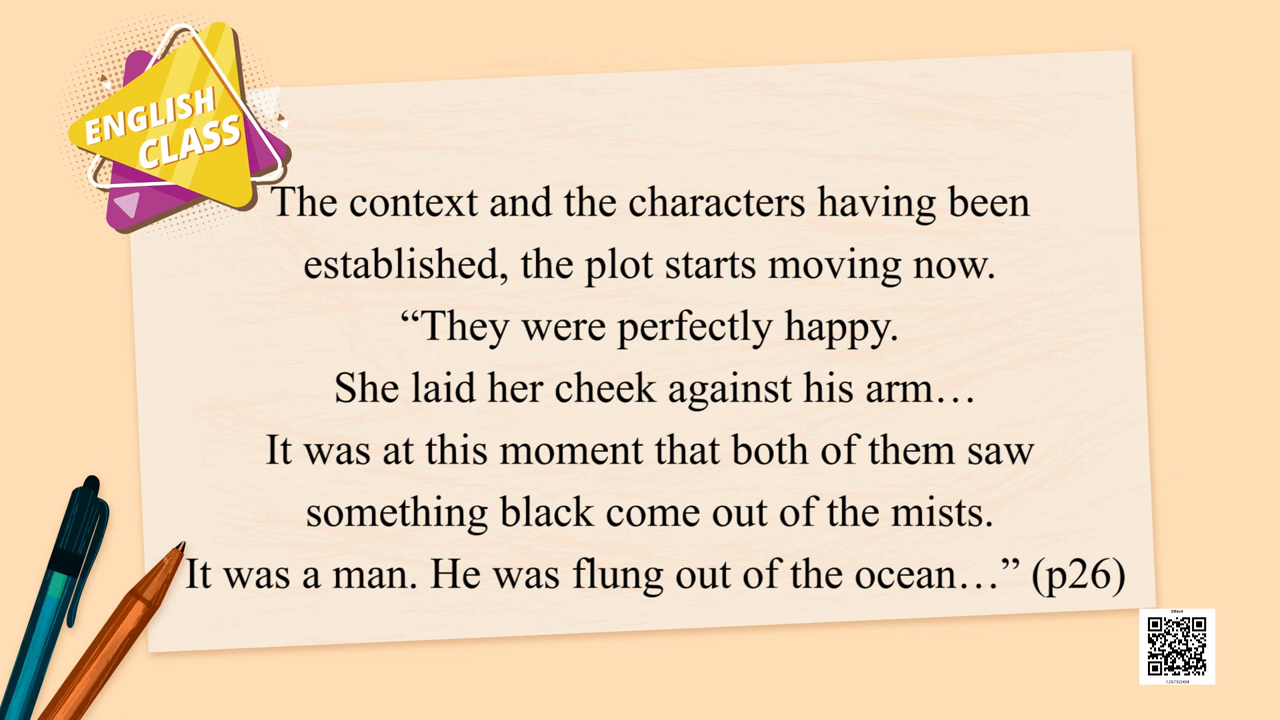 ENGLISH
CLASS
The context and the characters having been
established, the plot starts moving now.
“They were perfectly happy.
She laid her cheek against his arm…
It was at this moment that both of them saw
something black come out of the mists.
It was a man. He was flung out of the ocean…” (p26)